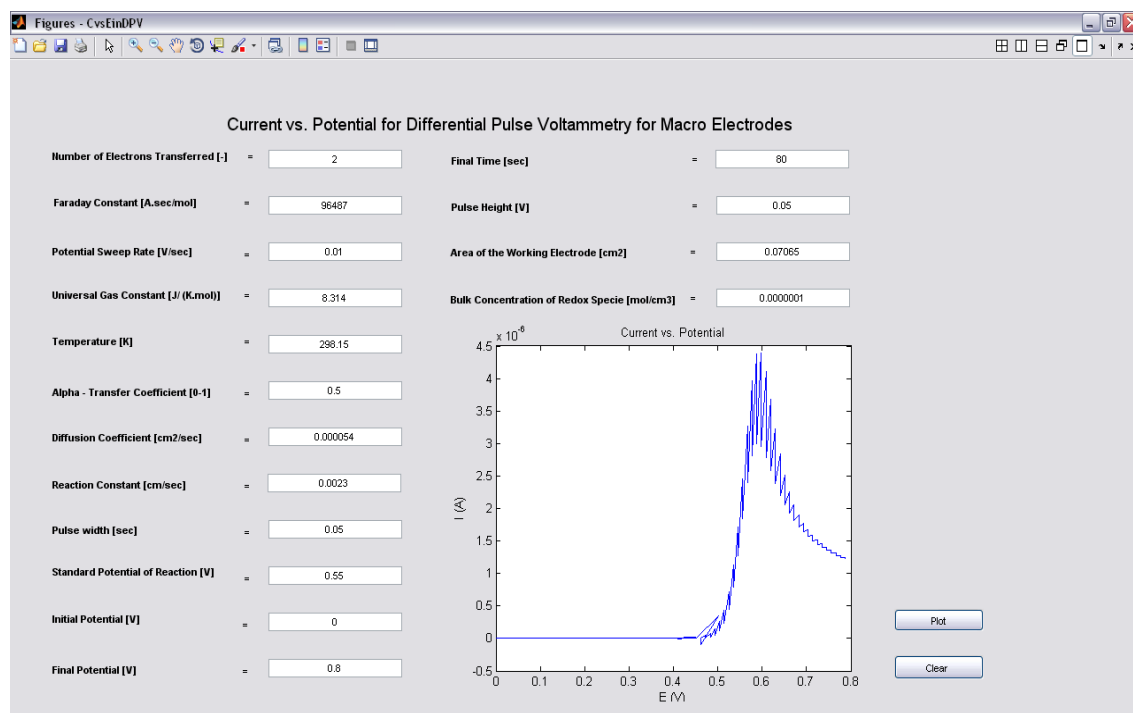 Figures - CvsEinDPV
Current vs. Potential for Differential Pulse Voltammetry for Macro Electrodes
Number of Electrons Transferred [-] = 2
Faraday Constant [A.sec/mol] = 96487
Potential Sweep Rate [V/sec] = 0.01
Universal Gas Constant [J/ (K.mol)] = 8.314
Temperature [K] = 298.15
Alpha - Transfer Coefficient [0-1] = 0.5
Diffusion Coefficient [cm2/sec] = 0.000054
Reaction Constant [cm/sec] = 0.0023
Pulse width [sec] = 0.05
Standard Potential of Reaction [V] = 0.55
Initial Potential [V] = 0
Final Potential [V] = 0.8
Final Time [sec] = 80
Pulse Height [V] = 0.05
Area of the Working Electrode [cm2] = 0.07065
Bulk Concentration of Redox Specie [mol/cm3] = 0.0000001
x 10^-6
Current vs. Potential
4.5
4
3.5
3
2.5
2
1.5
1
0.5
0
-0.5
I (A)
0 0.1 0.2 0.3 0.4 0.5 0.6 0.7 0.8
E (V)
Plot
Clear